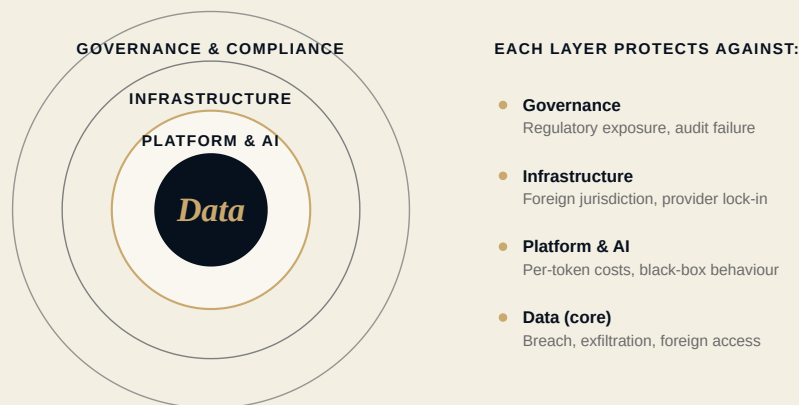 GOVERNANCE & COMPLIANCE
INFRASTRUCTURE
PLATFORM & AI
Data
EACH LAYER PROTECTS AGAINST:
Governance
Regulatory exposure, audit failure
Infrastructure
Foreign jurisdiction, provider lock-in
Platform & AI
Per-token costs, black-box behaviour
Data (core)
Breach, exfiltration, foreign access